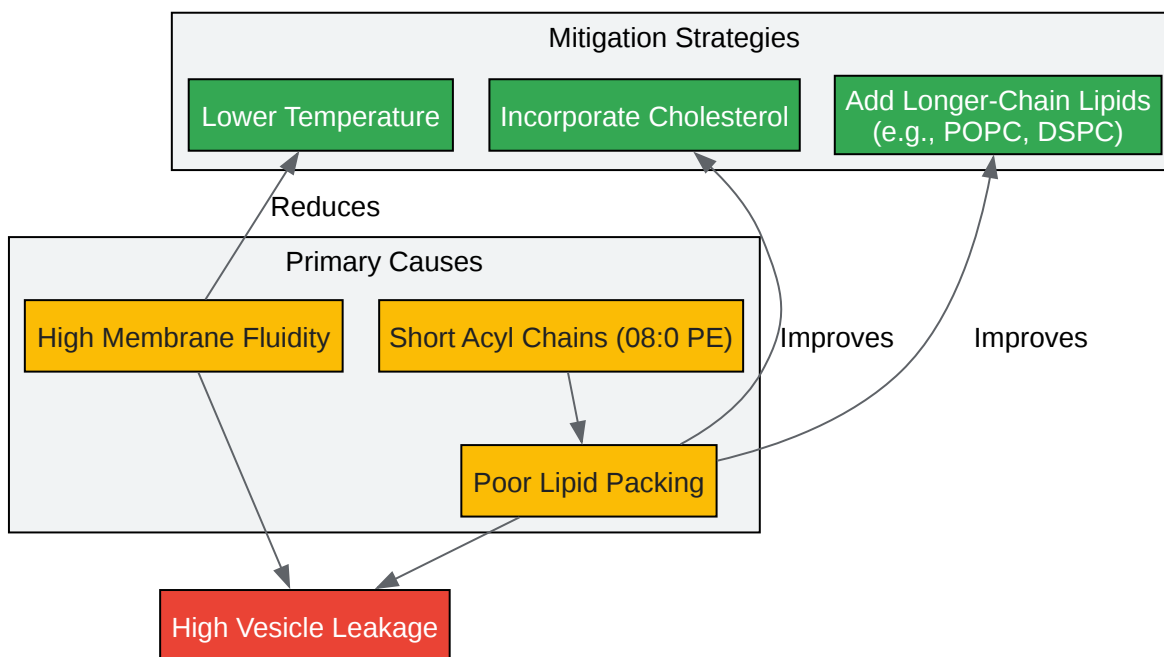 Mitigation Strategies
Lower Temperature
Incorporate Cholesterol
Add Longer-Chain Lipids
(e.g., POPC, DSPC)
Reduces
Primary Causes
High Membrane Fluidity
Short Acyl Chains (08:0 PE)
Improves
Improves
Poor Lipid Packing
High Vesicle Leakage